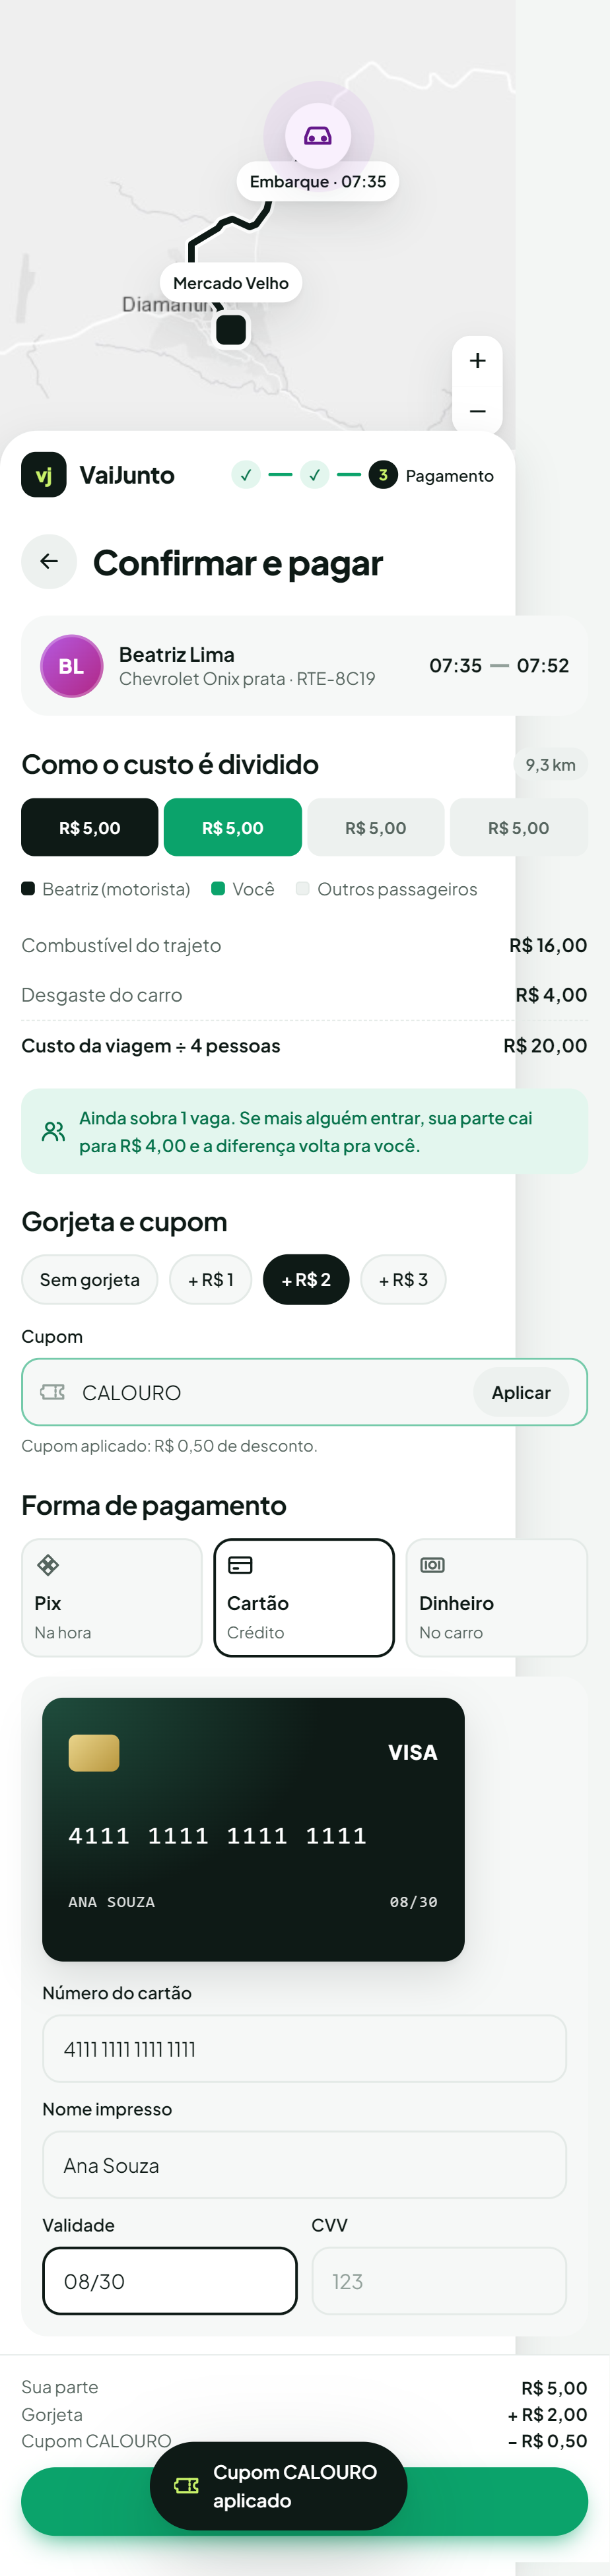 Embarque · 07:35
Mercado Velho
+
−
vj VaiJunto
✓ ✓ 3 Pagamento
Confirmar e pagar
BL
Beatriz Lima
Chevrolet Onix prata · RTE-8C19
07:35 — 07:52
Como o custo é dividido
9,3 km
R$ 5,00 R$ 5,00 R$ 5,00 R$ 5,00
Beatriz (motorista) Você Outros passageiros
Combustível do trajeto R$ 16,00
Desgaste do carro R$ 4,00
Custo da viagem ÷ 4 pessoas R$ 20,00
Ainda sobra 1 vaga. Se mais alguém entrar, sua parte cai
para R$ 4,00 e a diferença volta pra você.
Gorjeta e cupom
Sem gorjeta + R$ 1 + R$ 2 + R$ 3
Cupom
CALOURO Aplicar
Cupom aplicado: R$ 0,50 de desconto.
Forma de pagamento
Pix Cartão Dinheiro
Na hora Crédito No carro
VISA
4111 1111 1111 1111
ANA SOUZA 08/30
Número do cartão
4111 1111 1111 1111
Nome impresso
Ana Souza
Validade CVV
08/30 123
Sua parte R$ 5,00
Gorjeta + R$ 2,00
Cupom CALOURO − R$ 0,50
Cupom CALOURO
aplicado